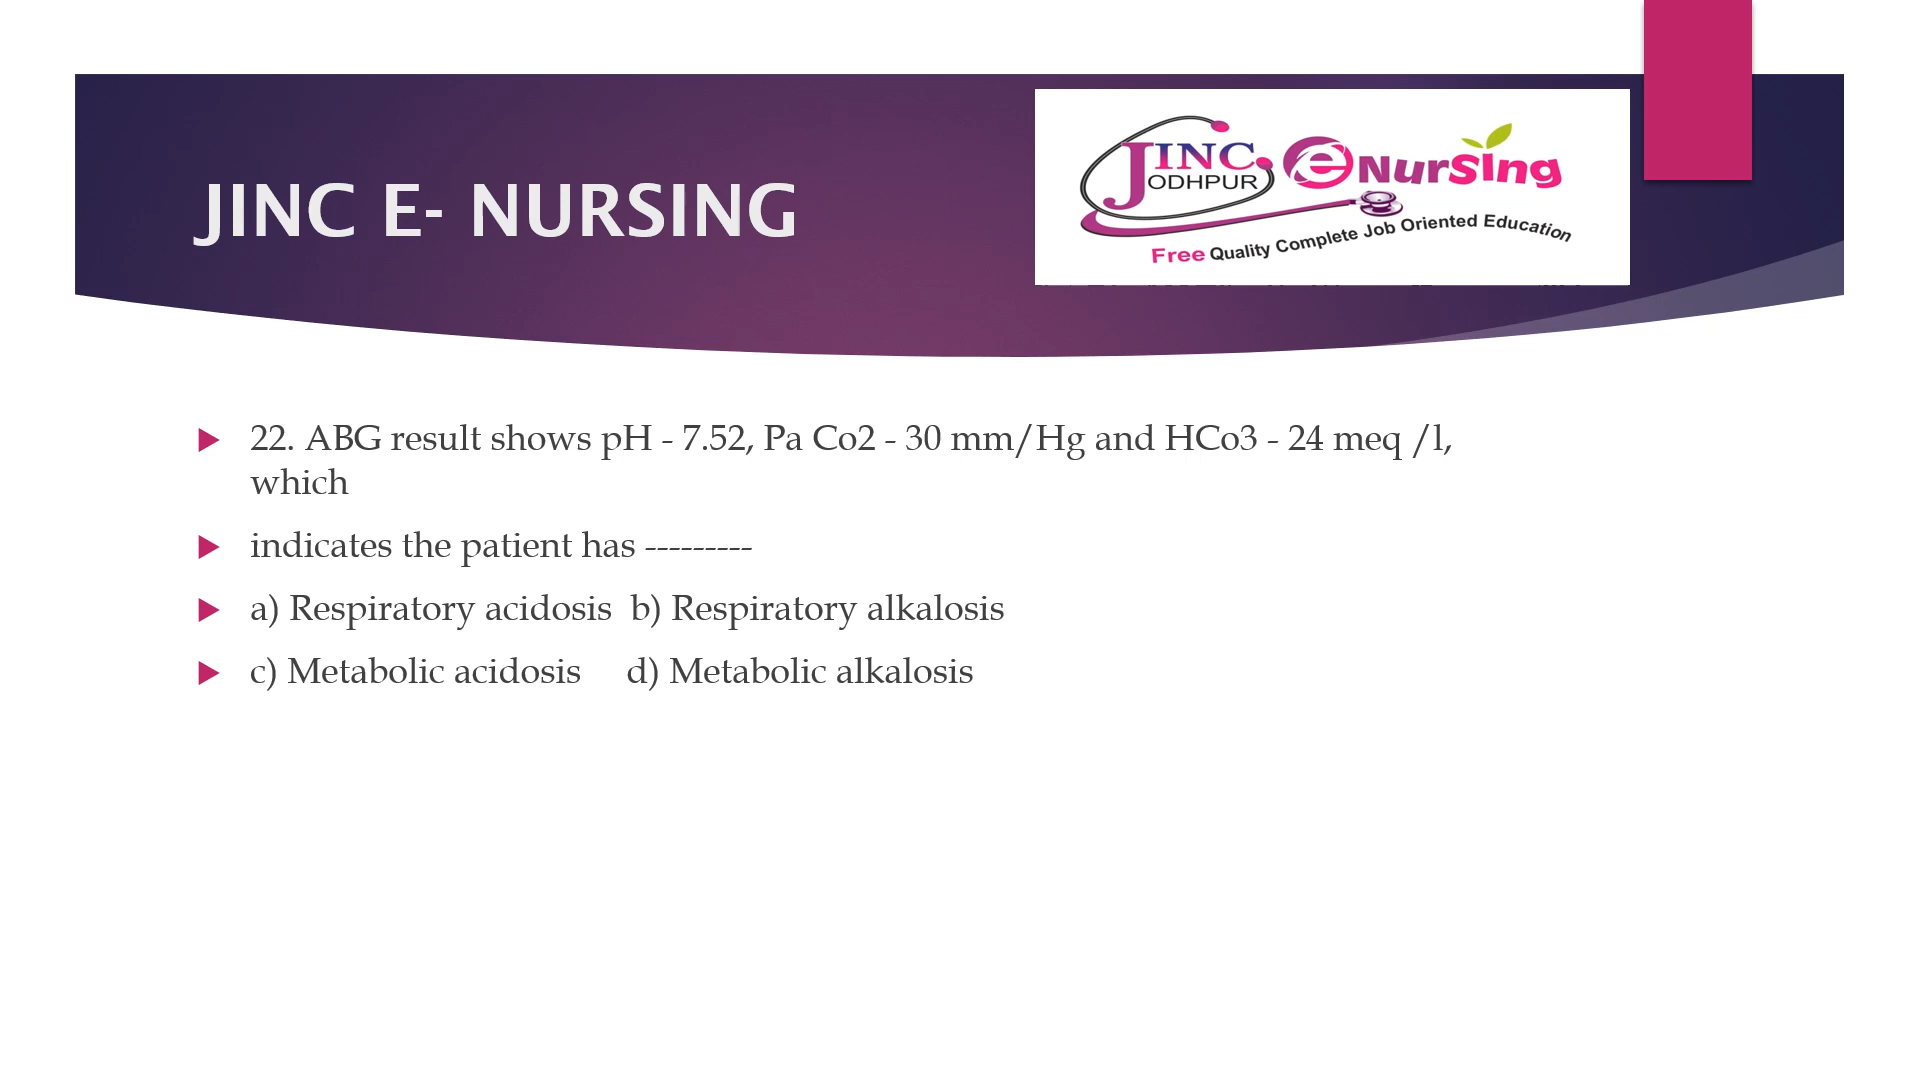 JINC E- NURSING
JINC
ODHPUR
eNursing
Free Quality Complete Job Oriented Education
22. ABG result shows pH - 7.52, Pa Co2 - 30 mm/Hg and HCo3 - 24 meq /l,
which
indicates the patient has ---------
a) Respiratory acidosis b) Respiratory alkalosis
c) Metabolic acidosis d) Metabolic alkalosis